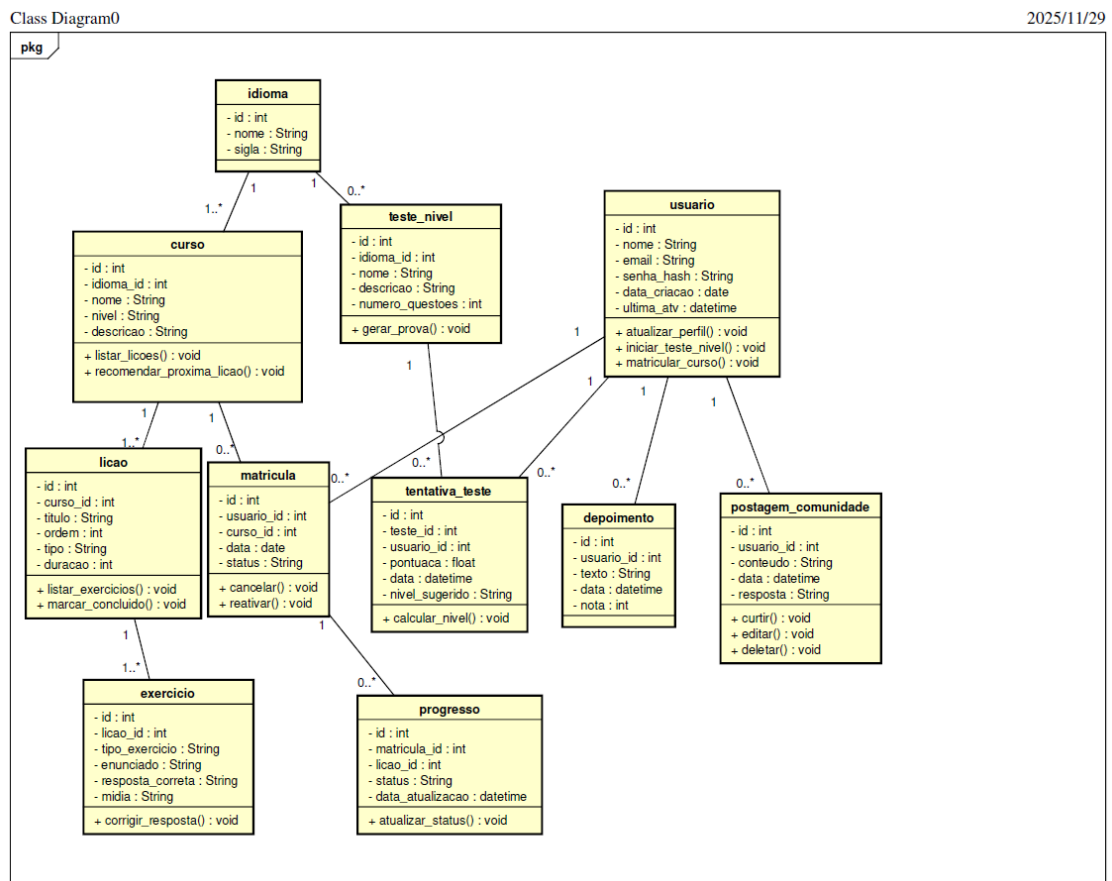 Class Diagram0
2025/11/29
pkg
idioma
- id : int
- nome : String
- sigla : String
1
1
1..*
0..*
teste_nivel
- id : int
- idioma_id : int
- nome : String
- descricao : String
- numero_questoes : int
+ gerar_prova() : void
usuario
- id : int
- nome : String
- email : String
- senha_hash : String
- data_criacao : date
- ultima_atv : datetime
+ atualizar_perfil() : void
+ iniciar_teste_nivel() : void
+ matricular_curso() : void
curso
- id : int
- idioma_id : int
- nome : String
- nivel : String
- descricao : String
+ listar_licoes() : void
+ recomendar_proxima_licao() : void
1
1
1
1
1
1
1
1..*
0..*
0..*
0..*
0..*
0..*
0..*
licao
- id : int
- curso_id : int
- titulo : String
- ordem : int
- tipo : String
- duracao : int
+ listar_exercicios() : void
+ marcar_concluido() : void
matricula
- id : int
- usuario_id : int
- curso_id : int
- data : date
- status : String
+ cancelar() : void
+ reativar() : void
tentativa_teste
- id : int
- teste_id : int
- usuario_id : int
- pontuaca : float
- data : datetime
- nivel_sugerido : String
+ calcular_nivel() : void
depoimento
- id : int
- usuario_id : int
- texto : String
- data : datetime
- nota : int
postagem_comunidade
- id : int
- usuario_id : int
- conteudo : String
- data : datetime
- resposta : String
+ curtir() : void
+ editar() : void
+ deletar() : void
1
1
1..*
0..*
exercicio
- id : int
- licao_id : int
- tipo_exercicio : String
- enunciado : String
- resposta_correta : String
- midia : String
+ corrigir_resposta() : void
progresso
- id : int
- matricula_id : int
- licao_id : int
- status : String
- data_atualizacao : datetime
+ atualizar_status() : void